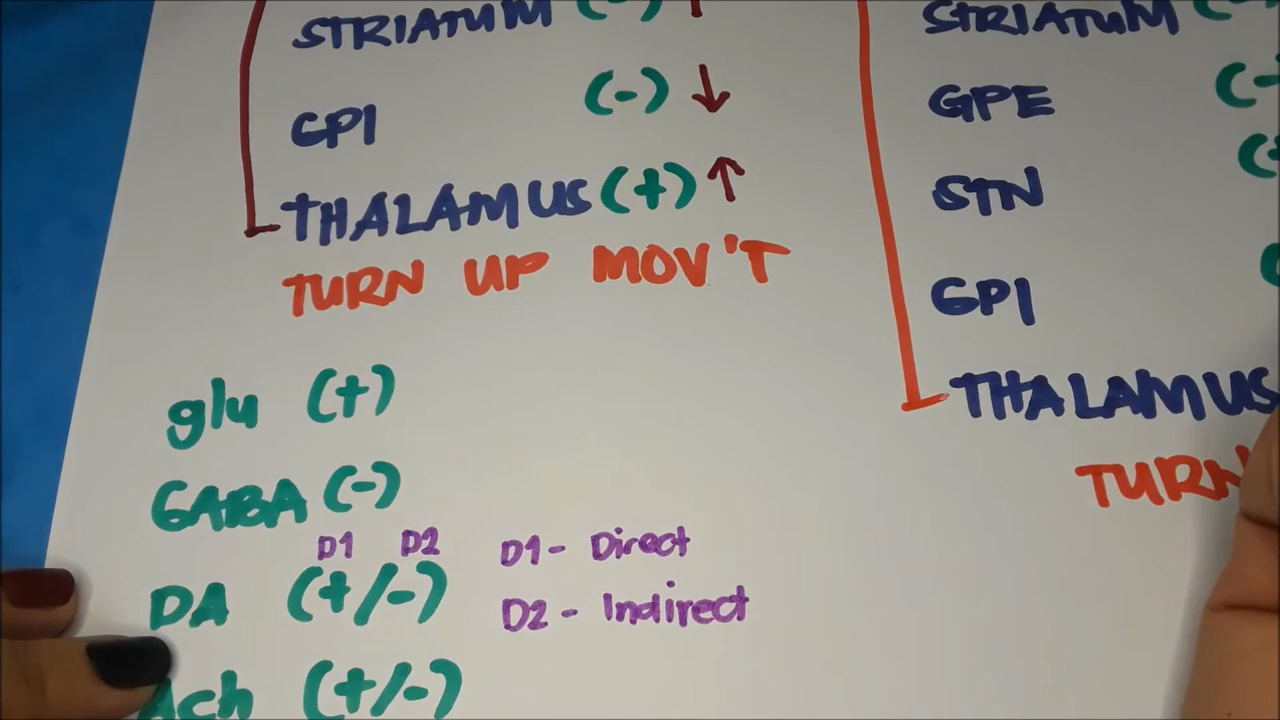 STRIATUM (-) ↑
GPI (-) ↓
THALAMUS (+) ↑
TURN UP MOV'T
glu (+)
GABA (-)
D1 D2
DA (+/-)
D1 - Direct
D2 - Indirect
Ach (+/-)
STRIATUM
GPE
STN
GPI
THALAMUS
TURN